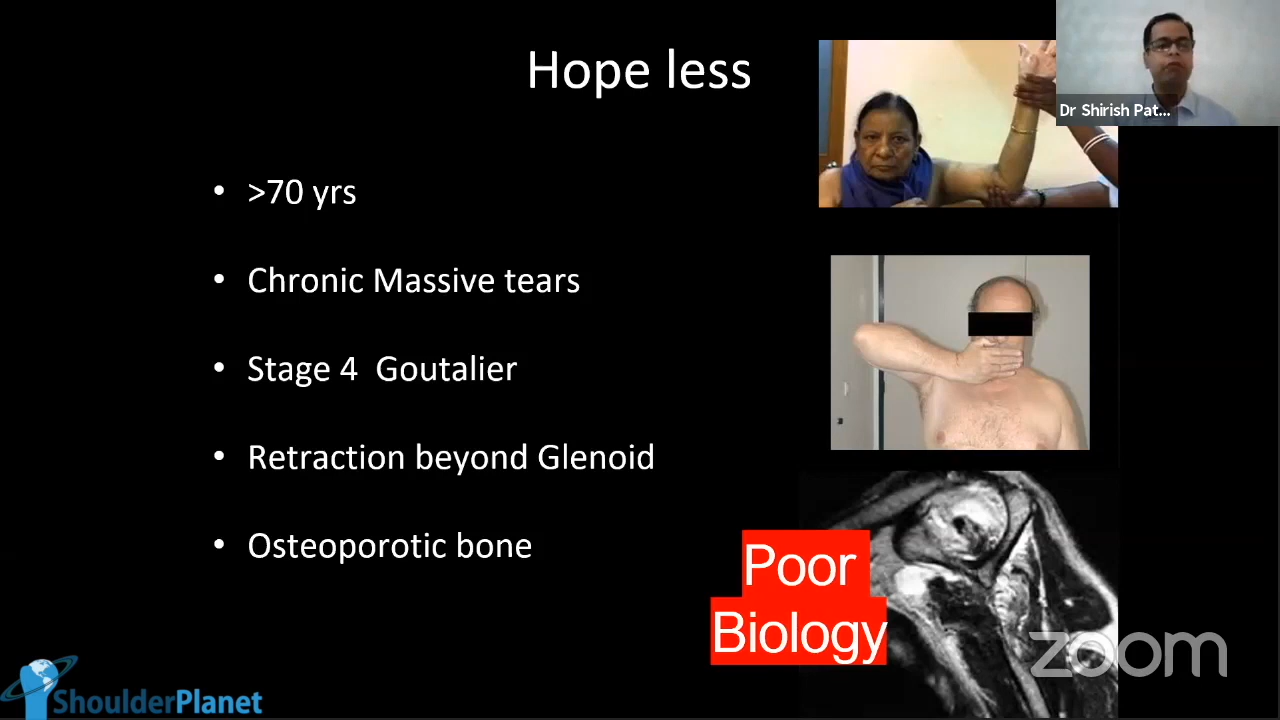 Hope less
Dr Shirish Pat...
• >70 yrs
• Chronic Massive tears
• Stage 4 Goutalier
• Retraction beyond Glenoid
• Osteoporotic bone
Poor
Biology
zoom
ShoulderPlanet